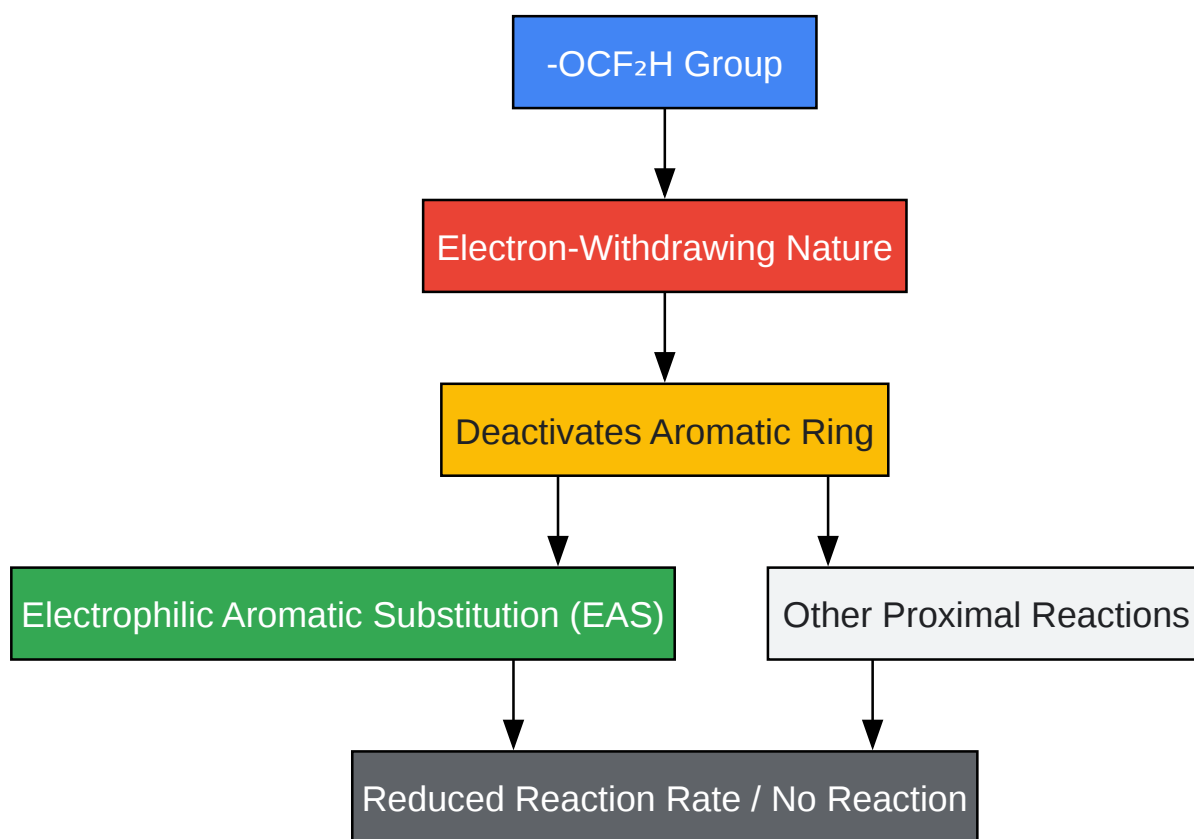 -OCF₂H Group
Electron-Withdrawing Nature
Deactivates Aromatic Ring
Electrophilic Aromatic Substitution (EAS)
Other Proximal Reactions
Reduced Reaction Rate / No Reaction